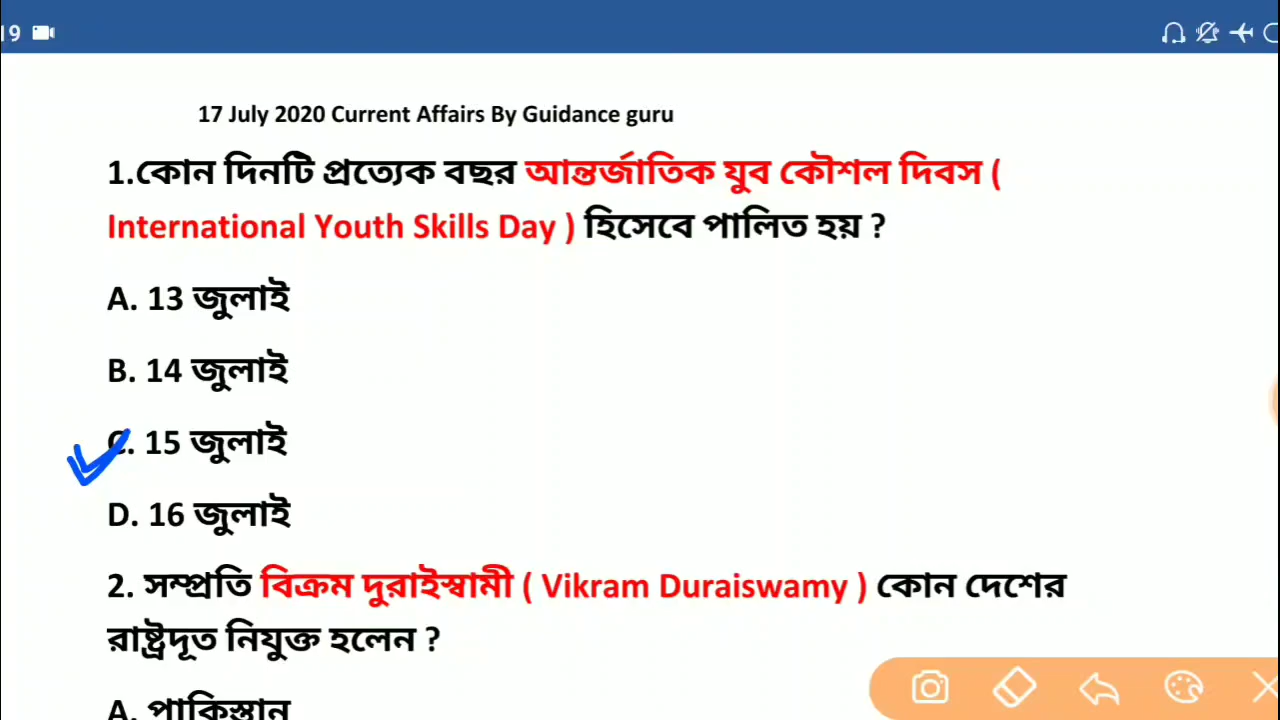 19
17 July 2020 Current Affairs By Guidance guru
1.কোন দিনটি প্রত্যেক বছর আন্তর্জাতিক যুব কৌশল দিবস (
International Youth Skills Day ) হিসেবে পালিত হয় ?
A. 13 জুলাই
B. 14 জুলাই
C. 15 জুলাই
D. 16 জুলাই
2. সম্প্রতি বিক্রম দুরাইস্বামী ( Vikram Duraiswamy ) কোন দেশের
রাষ্ট্রদূত নিযুক্ত হলেন ?
A. পাকিস্তান